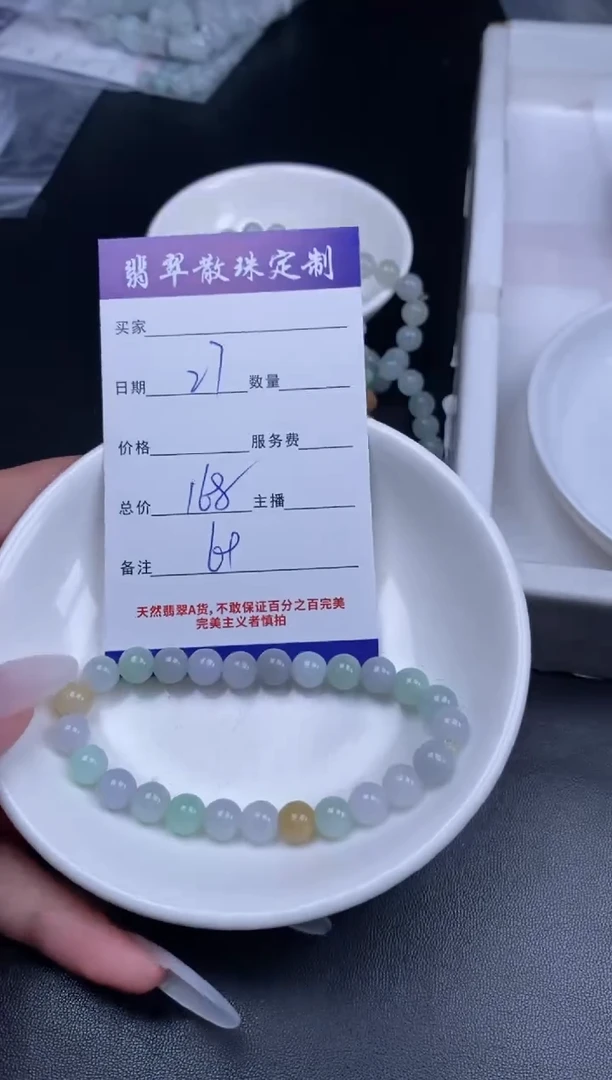 翡翠散珠定制
买家
日期 27 数量
价格 服务费
总价 168 主播
备注
天然翡翠A货，不敢保证百分之百完美
完美主义者慎拍